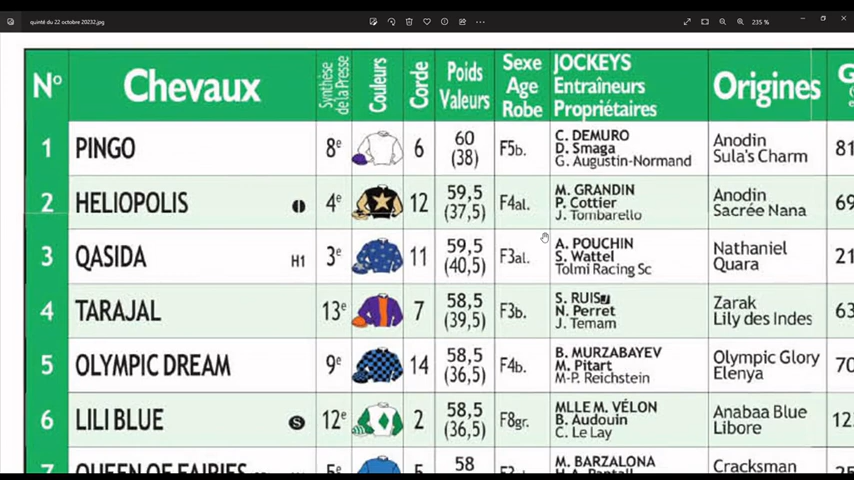 quinté du 22 octobre 20232.jpg
235 %
N° Chevaux Synthèse de la Presse Couleurs Corde Poids Valeurs Sexe Age Robe JOCKEYS Entraîneurs Propriétaires Origines G
1 PINGO 8e 6 60 (38) F5b. C. DEMURO D. Smaga G. Augustin-Normand Anodin Sula's Charm 81
2 HELIOPOLIS 4e 12 59,5 (37,5) F4al. M. GRANDIN P. Cottier J. Tombarello Anodin Sacrée Nana 69
3 QASIDA H1 3e 11 59,5 (40,5) F3al. A. POUCHIN S. Wattel Tolmi Racing Sc Nathaniel Quara 21
4 TARAJAL 13e 7 58,5 (39,5) F3b. S. RUIS N. Perret J. Temam Zarak Lily des Indes 63
5 OLYMPIC DREAM 9e 14 58,5 (36,5) F4b. B. MURZABAYEV M. Pitart M-P. Reichstein Olympic Glory Elenya 70
6 LILI BLUE S 12e 2 58,5 (36,5) F8gr. MLLE M. VÉLON B. Audouin C. Le Lay Anabaa Blue Libore 12
7 QUEEN OF FAIRIES 5e 5 58 M. BARZALONA Cracksman